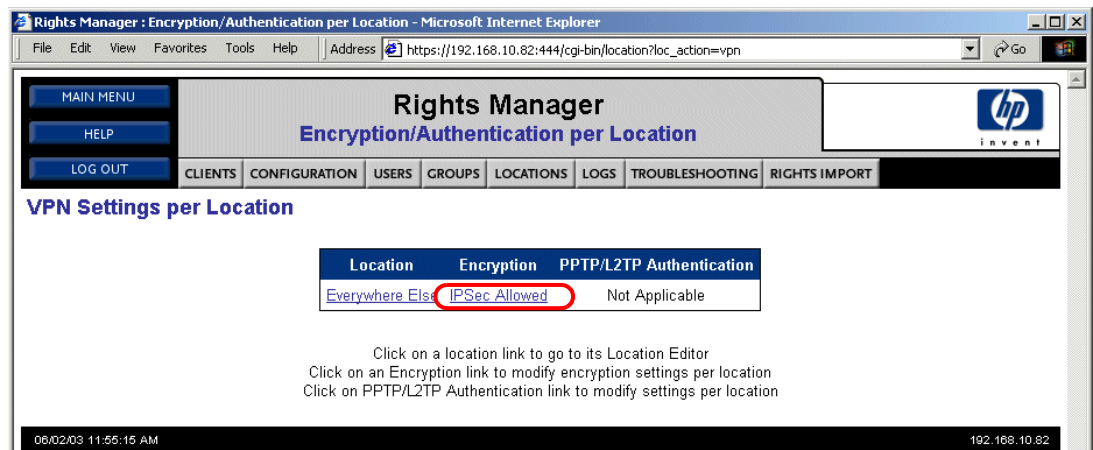 Rights Manager : Encryption/Authentication per Location - Microsoft Internet Explorer
File Edit View Favorites Tools Help Address https://192.168.10.82:444/cgi-bin/location?loc_action=vpn Go
MAIN MENU
HELP
LOG OUT
Rights Manager
Encryption/Authentication per Location
hp
invent
CLIENTS CONFIGURATION USERS GROUPS LOCATIONS LOGS TROUBLESHOOTING RIGHTS IMPORT
VPN Settings per Location
Location Encryption PPTP/L2TP Authentication
Everywhere Else IPSec Allowed Not Applicable
Click on a location link to go to its Location Editor
Click on an Encryption link to modify encryption settings per location
Click on PPTP/L2TP Authentication link to modify settings per location
06/02/03 11:55:15 AM 192.168.10.82